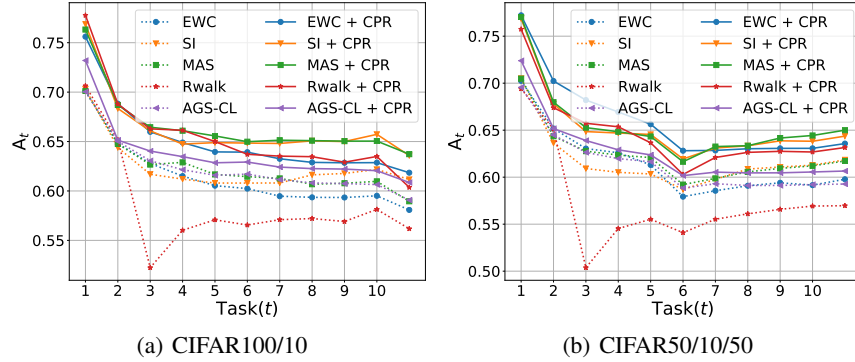 A_t
0.75
0.70
0.65
0.60
0.55
EWC
SI
MAS
Rwalk
AGS-CL
EWC + CPR
SI + CPR
MAS + CPR
Rwalk + CPR
AGS-CL + CPR
1 2 3 4 5 6 7 8 9 10
Task(t)
(a) CIFAR100/10
A_t
0.75
0.70
0.65
0.60
0.55
0.50
EWC
SI
MAS
Rwalk
AGS-CL
EWC + CPR
SI + CPR
MAS + CPR
Rwalk + CPR
AGS-CL + CPR
1 2 3 4 5 6 7 8 9 10
Task(t)
(b) CIFAR50/10/50